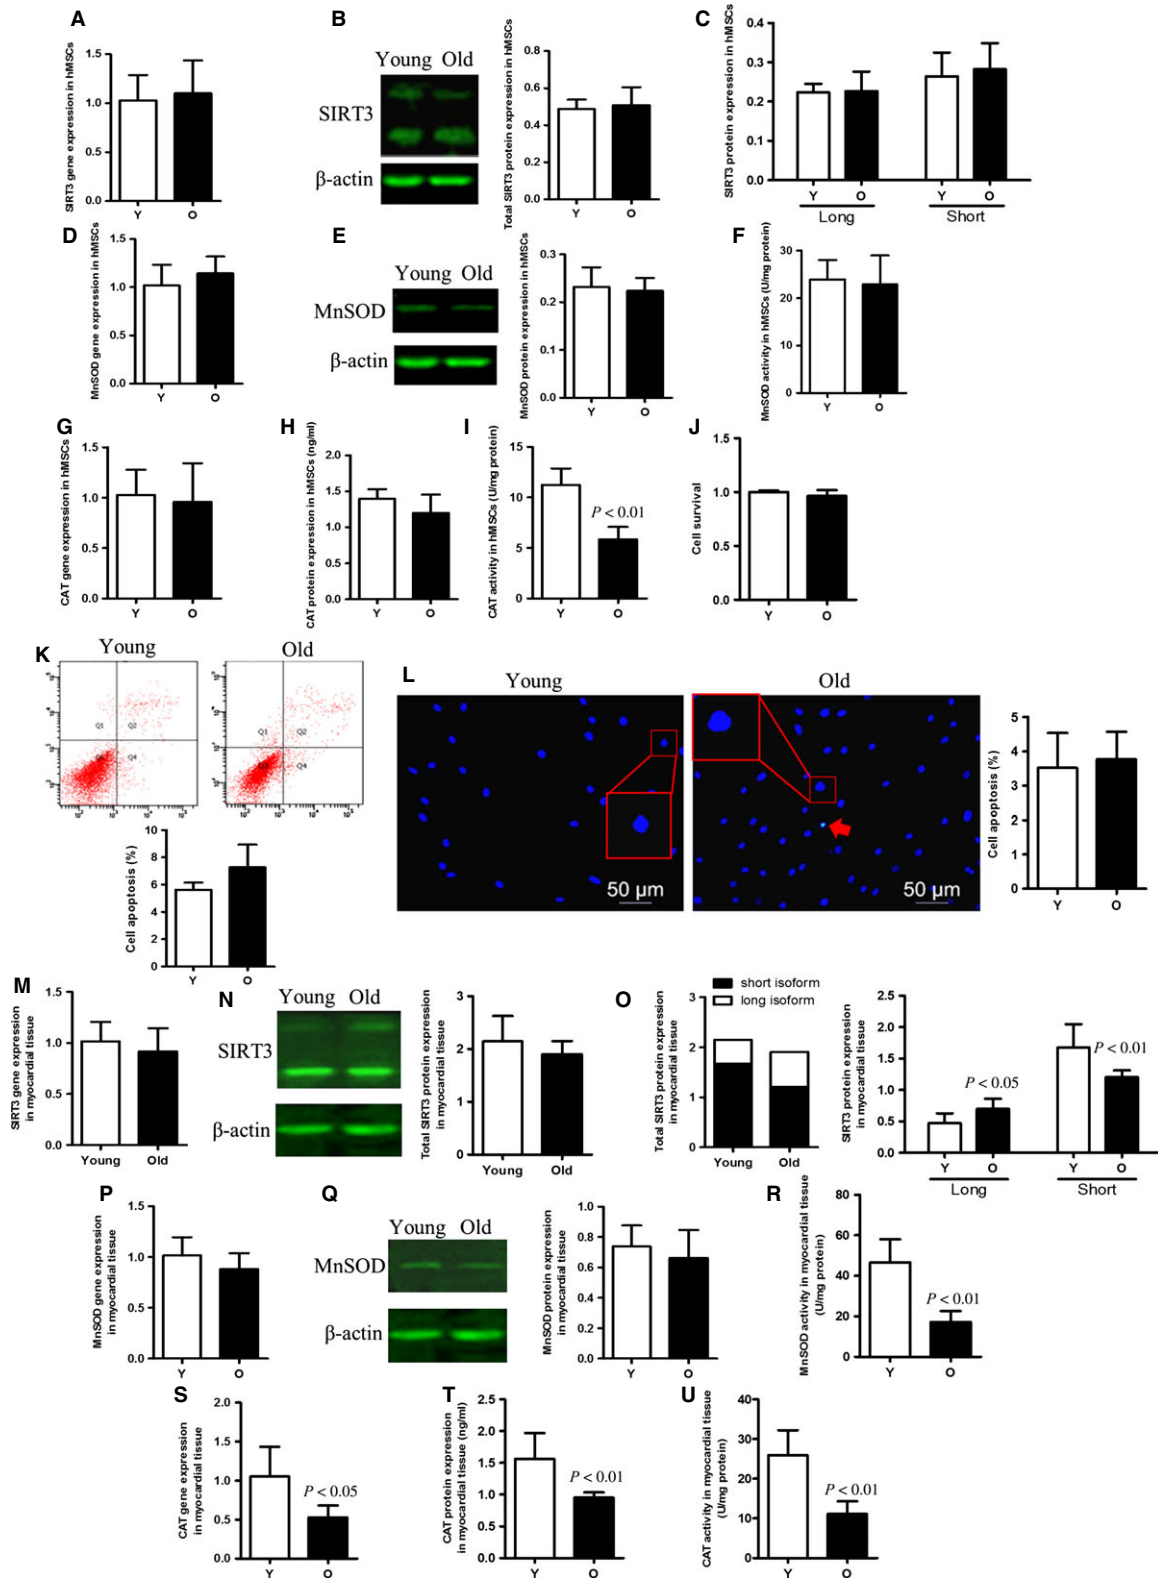 A
SIRT3 gene expression in hMSCs
1.5
1.0
0.5
0.0
Y O
B
Young Old
SIRT3
β-actin
Total SIRT3 protein expression in hMSCs
0.8
0.6
0.4
0.2
0.0
Y O
C
SIRT3 protein expression in hMSCs
0.4
0.3
0.2
0.1
0.0
Y O Y O
Long Short
D
MnSOD gene expression in hMSCs
1.5
1.0
0.5
0.0
Y O
E
Young Old
MnSOD
β-actin
MnSOD protein expression in hMSCs
0.3
0.2
0.1
0.0
Y O
F
MnSOD activity in hMSCs (U/mg protein)
30
20
10
0
Y O
G
CAT gene expression in hMSCs
1.5
1.0
0.5
0.0
Y O
H
CAT protein expression in hMSCs (ng/ml)
2.0
1.5
1.0
0.5
0.0
Y O
I
CAT activity in hMSCs (U/mg protein)
15
10
5
0
P < 0.01
Y O
J
Cell survival
1.5
1.0
0.5
0.0
Y O
K
Young Old
Q1 Q2
Q4
Q1 Q2
Q4
Cell apoptosis (%)
10
8
6
4
2
0
Y O
L
Young Old
50 µm 50 µm
Cell apoptosis (%)
5
4
3
2
1
0
Y O
M
SIRT3 gene expression
in myocardial tissue
1.5
1.0
0.5
0.0
Young Old
N
Young Old
SIRT3
β-actin
Total SIRT3 protein expression
in myocardial tissue
3
2
1
0
Young Old
O
short isoform
long isoform
Total SIRT3 protein expression
in myocardial tissue
3
2
1
0
Young Old
SIRT3 protein expression
in myocardial tissue
2.5
2.0
1.5
1.0
0.5
0.0
P < 0.05
P < 0.01
Y O Y O
Long Short
P
MnSOD gene expression
in myocardial tissue
1.5
1.0
0.5
0.0
Y O
Q
Young Old
MnSOD
β-actin
MnSOD protein expression
in myocardial tissue
1.0
0.8
0.6
0.4
0.2
0.0
Y O
R
MnSOD activity in myocardial tissue
(U/mg protein)
80
60
40
20
0
P < 0.01
Y O
S
CAT gene expression
in myocardial tissue
2.0
1.5
1.0
0.5
0.0
P < 0.05
Y O
T
CAT protein expression
in myocardial tissue (ng/ml)
2.5
2.0
1.5
1.0
0.5
0.0
P < 0.01
Y O
U
CAT activity in myocardial tissue
(U/mg protein)
40
30
20
10
0
P < 0.01
Y O